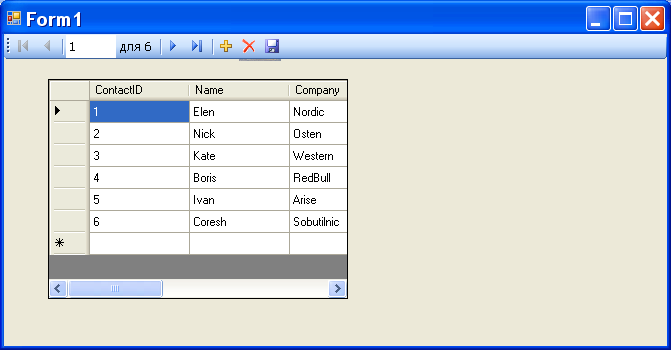 Form1
1 для 6
ContactID Name Company
1 Elen Nordic
2 Nick Osten
3 Kate Western
4 Boris RedBull
5 Ivan Arise
6 Coresh Sobutilnic